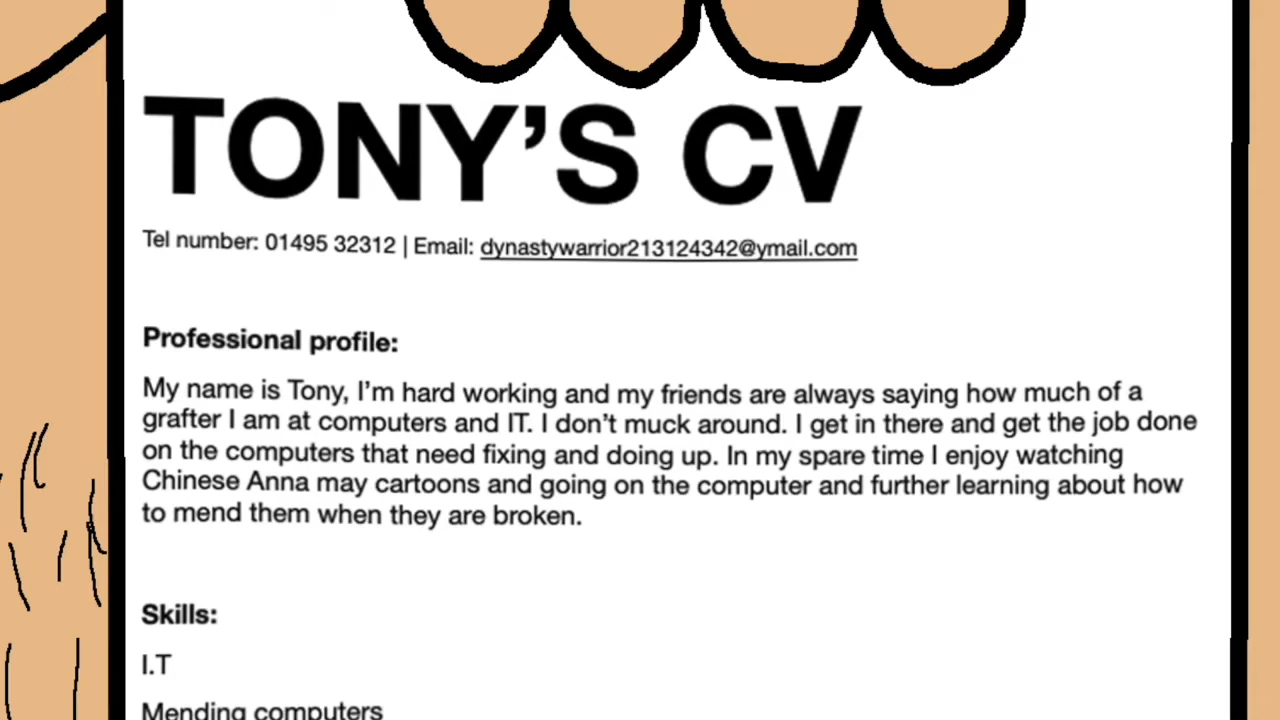 TONY'S CV
Tel number: 01495 32312 | Email: dynastywarrior213124342@ymail.com
Professional profile:
My name is Tony, I'm hard working and my friends are always saying how much of a
grafter I am at computers and IT. I don't muck around. I get in there and get the job done
on the computers that need fixing and doing up. In my spare time I enjoy watching
Chinese Anna may cartoons and going on the computer and further learning about how
to mend them when they are broken.
Skills:
I.T
Mending computers